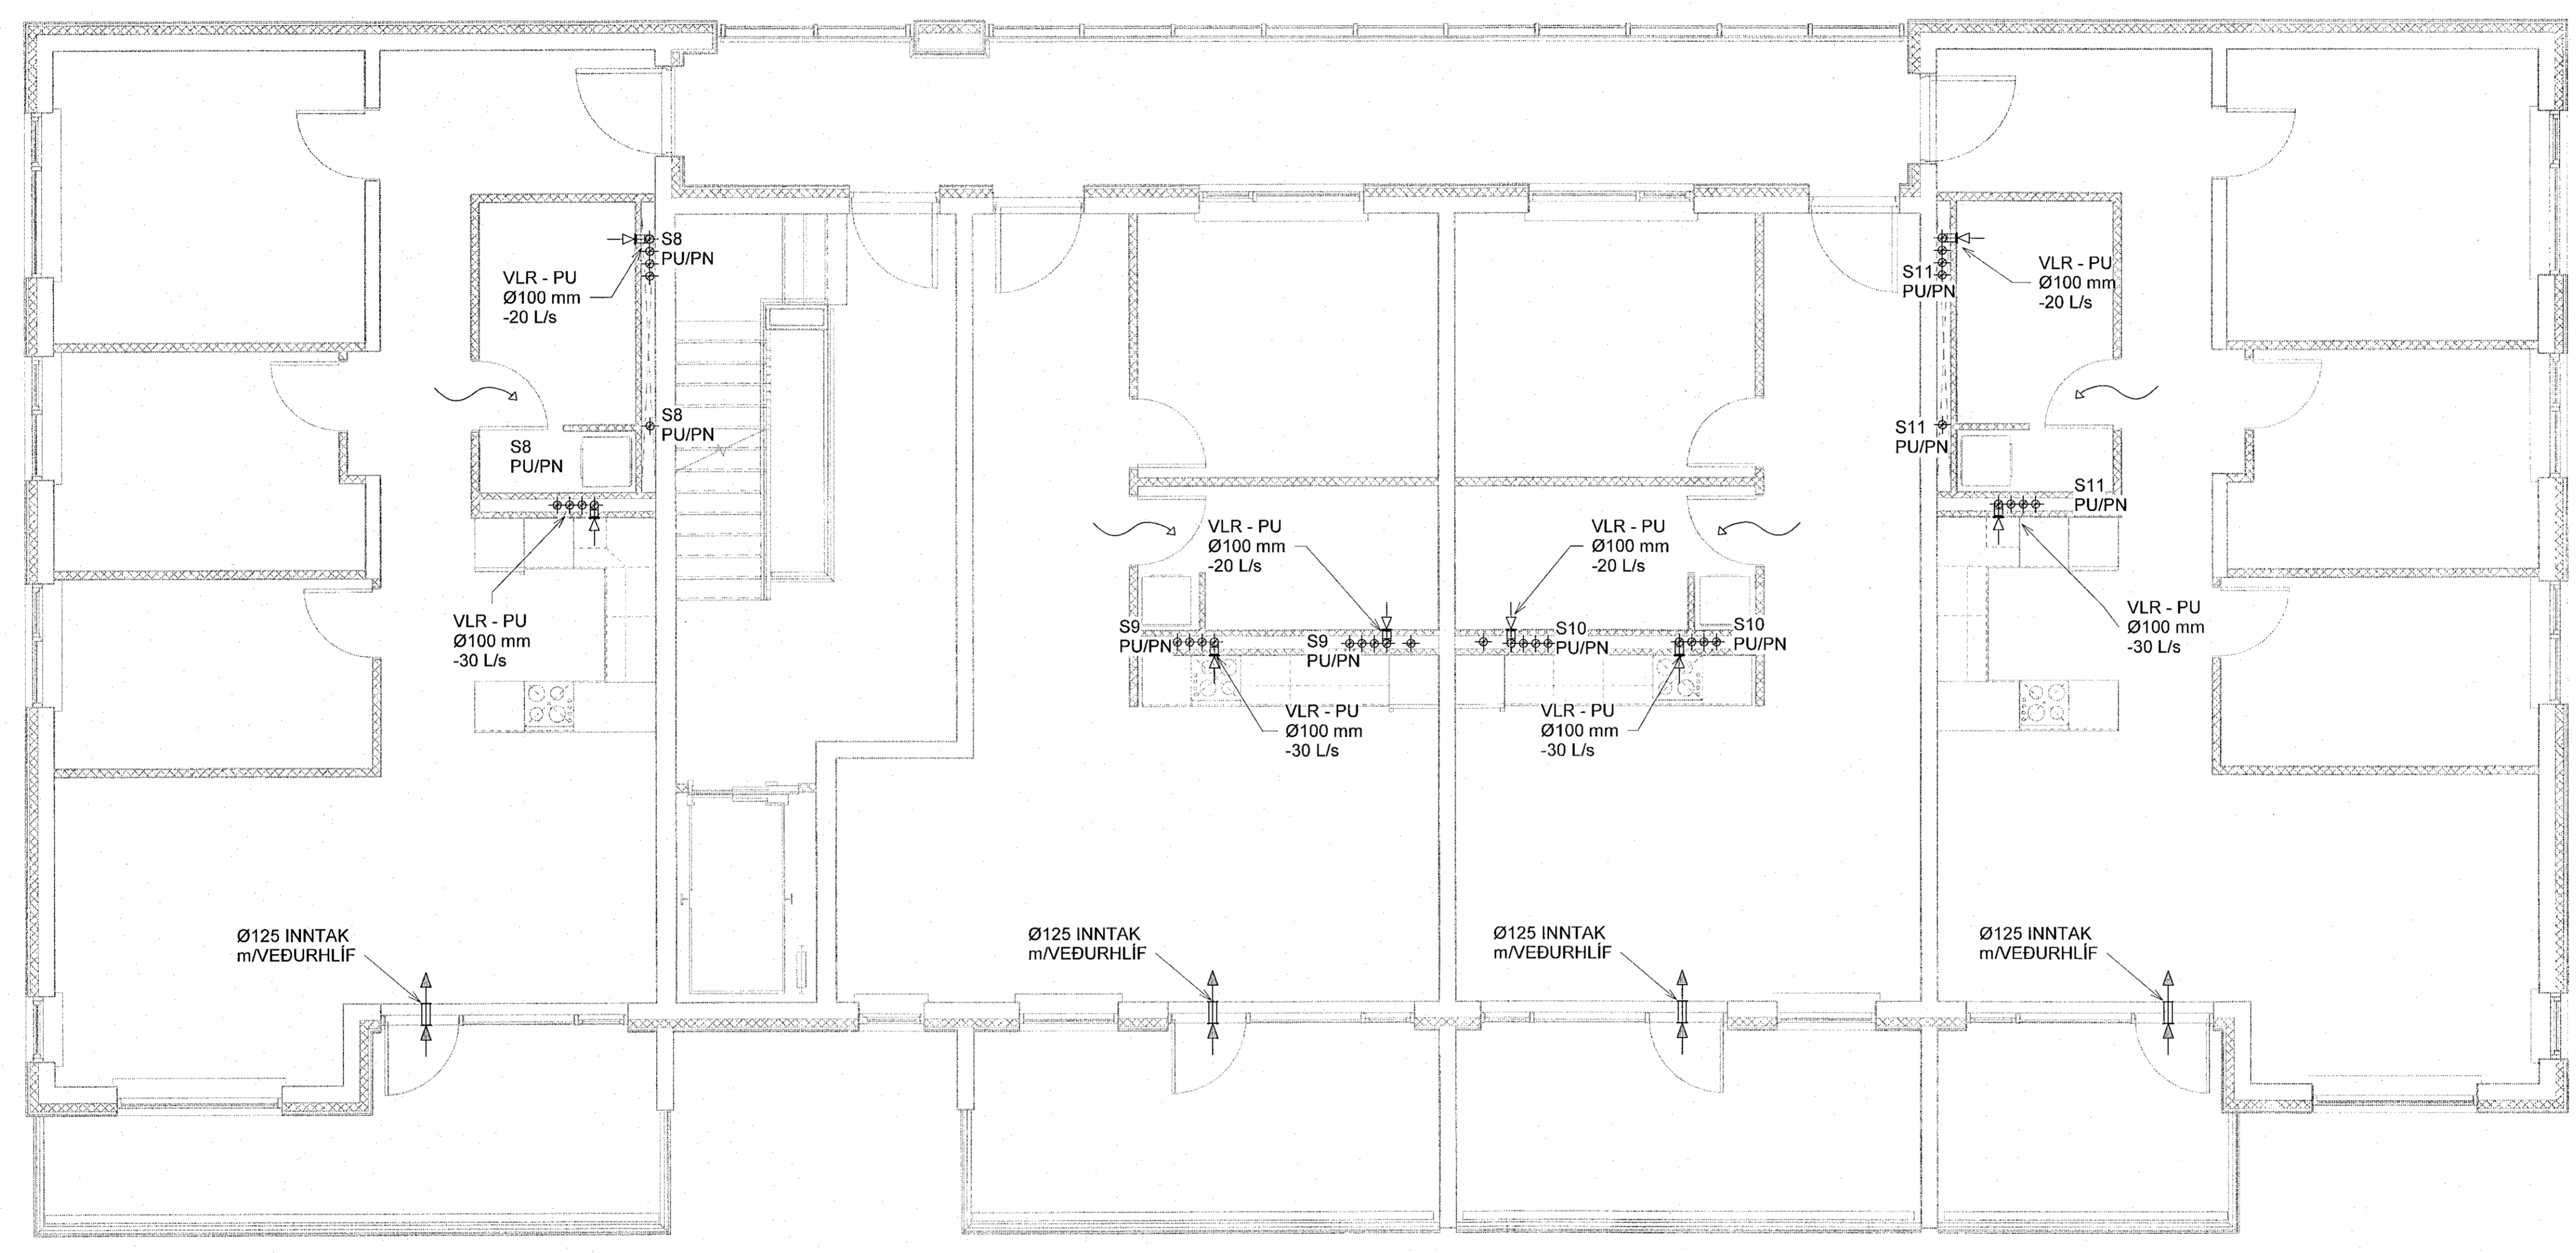 S8
PU/PN
VLR - PU
Ø100 mm
-20 L/s
S8
PU/PN
S8
PU/PN
VLR - PU
Ø100 mm
-30 L/s
Ø125 INNTAK
m/VEÐURHLÍF
VLR - PU
Ø100 mm
-20 L/s
S9
PU/PN
S9
PU/PN
VLR - PU
Ø100 mm
-30 L/s
Ø125 INNTAK
m/VEÐURHLÍF
VLR - PU
Ø100 mm
-20 L/s
S10
PU/PN
S10
PU/PN
VLR - PU
Ø100 mm
-30 L/s
Ø125 INNTAK
m/VEÐURHLÍF
S11
PU/PN
VLR - PU
Ø100 mm
-20 L/s
S11
PU/PN
S11
PU/PN
VLR - PU
Ø100 mm
-30 L/s
Ø125 INNTAK
m/VEÐURHLÍF